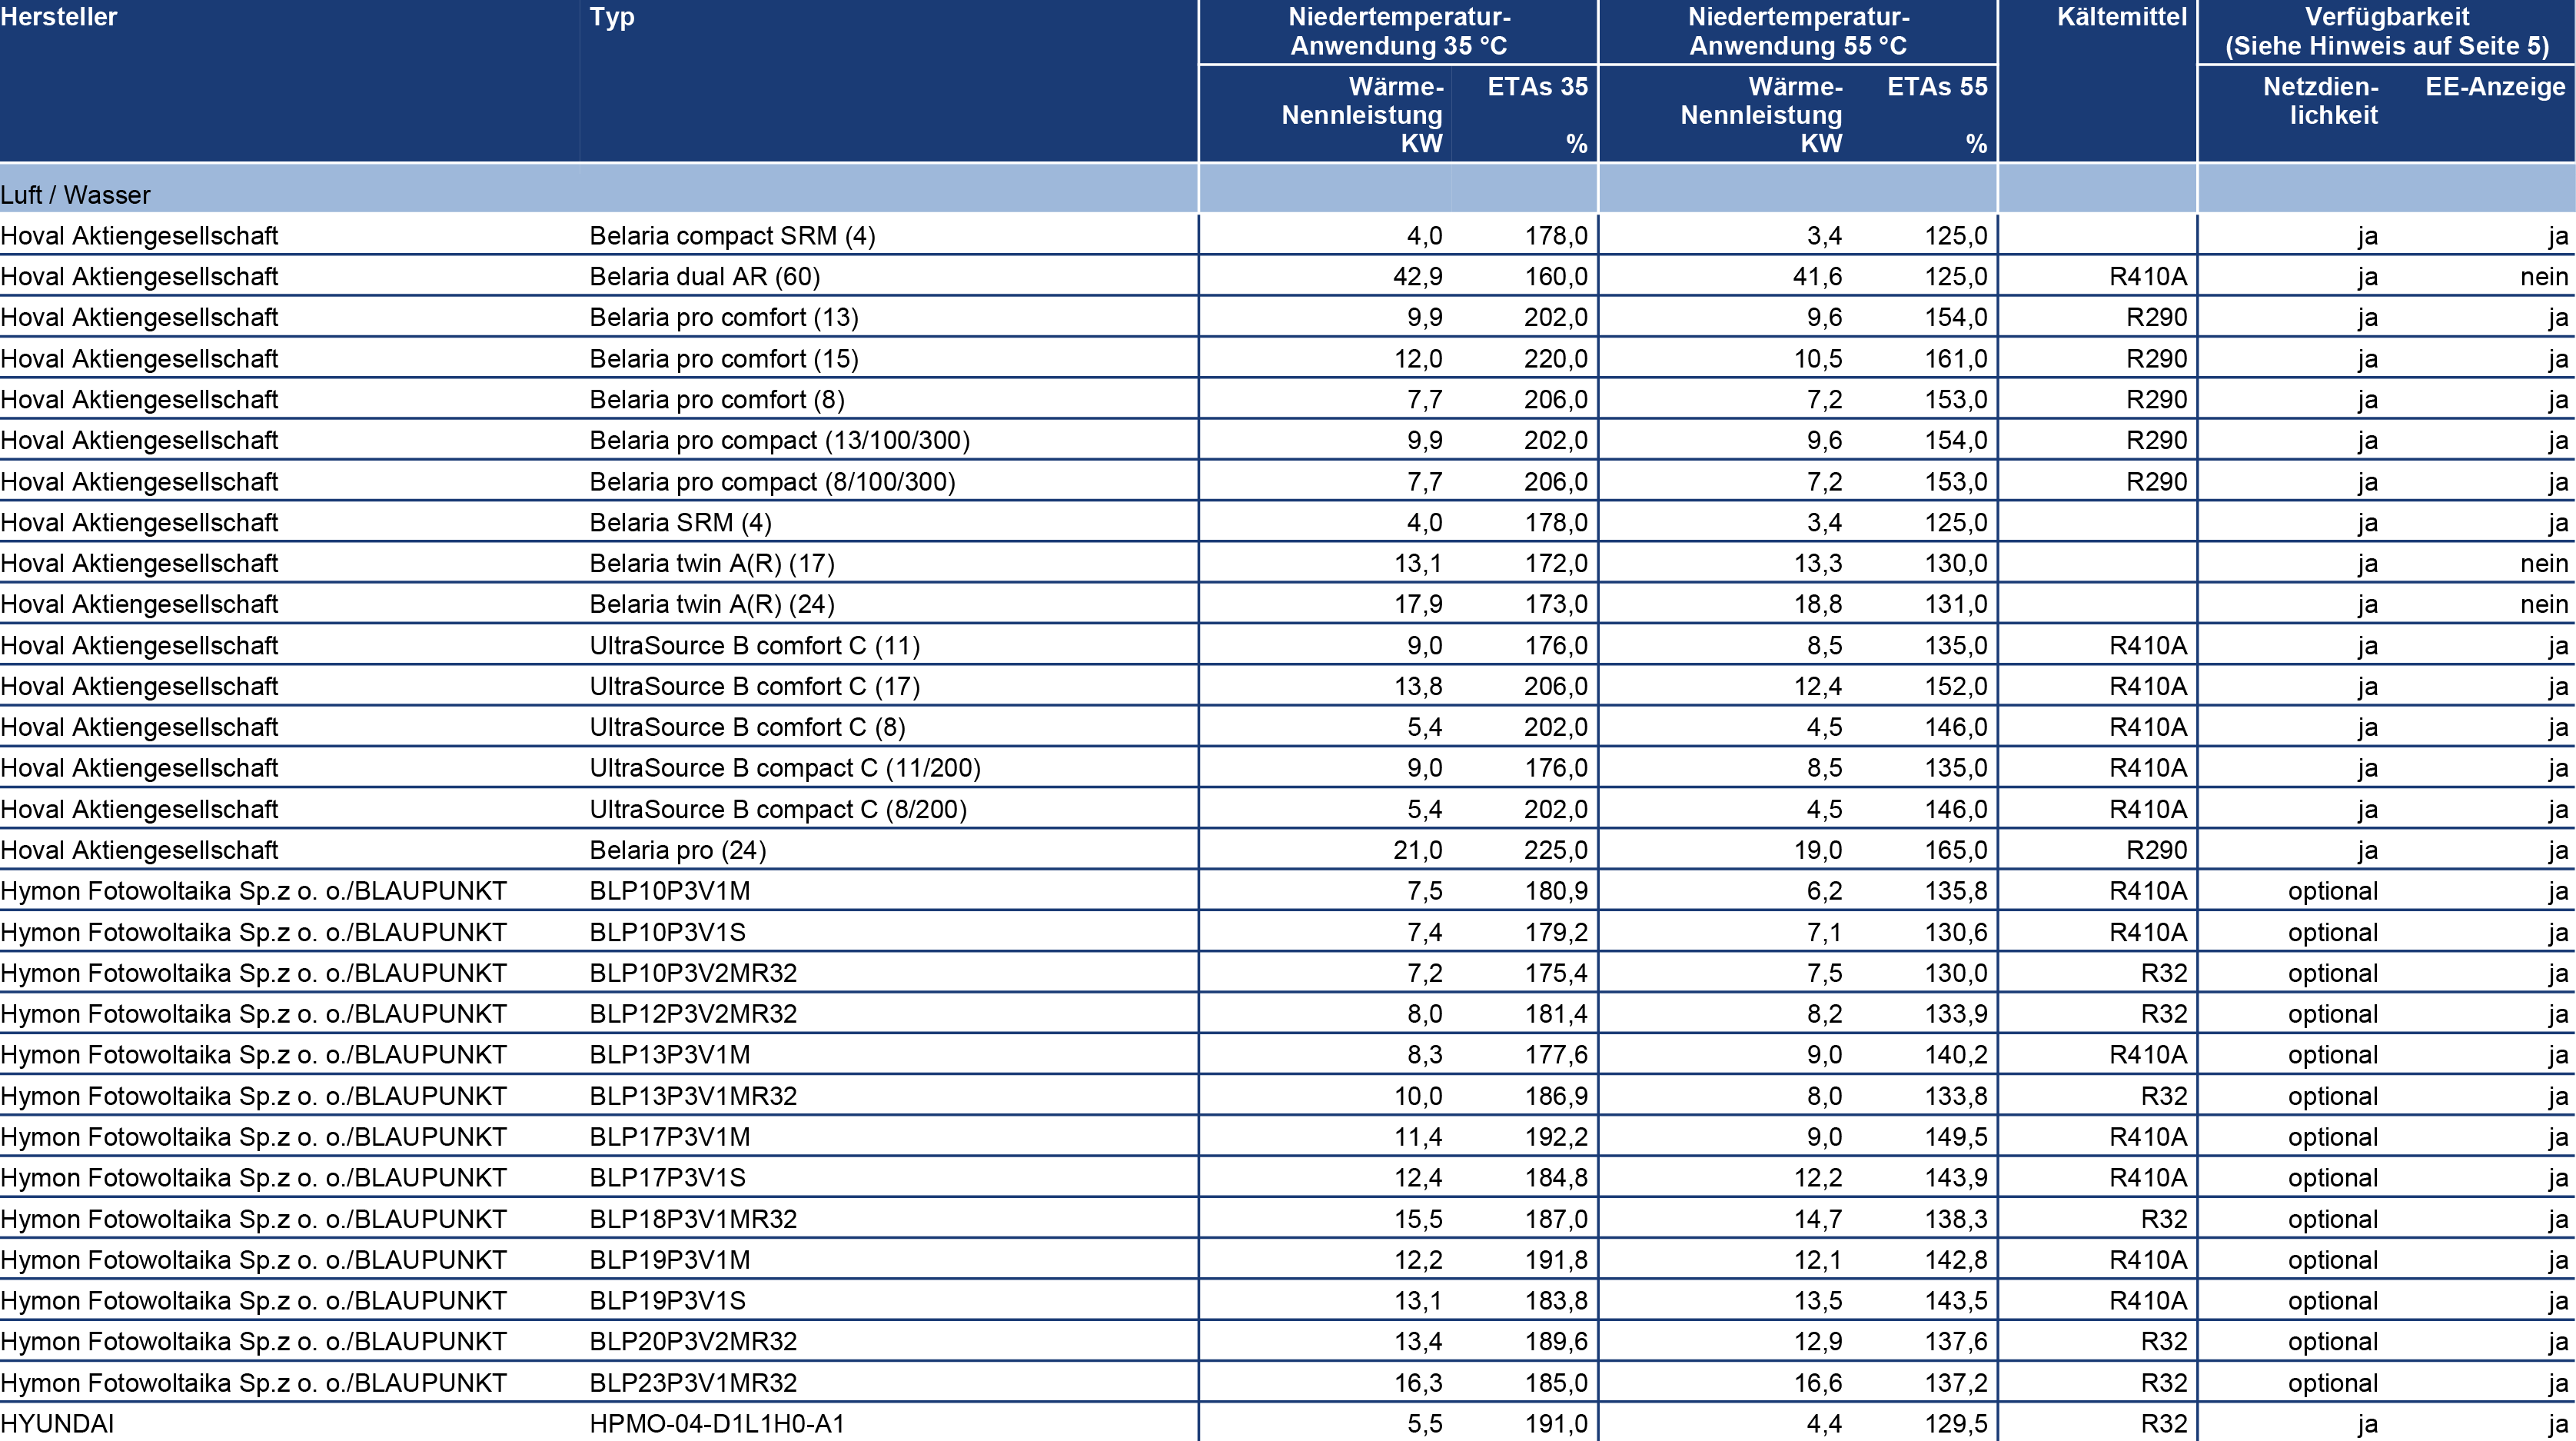 Hersteller Typ Niedertemperatur- Niedertemperatur- Kältemittel Verfügbarkeit
Anwendung 35 °C Anwendung 55 °C (Siehe Hinweis auf Seite 5)
Wärme- ETAs 35 Wärme- ETAs 55 Netzdien- EE-Anzeige
Nennleistung Nennleistung lichkeit
KW % KW %
Luft / Wasser
Hoval Aktiengesellschaft Belaria compact SRM (4) 4,0 178,0 3,4 125,0 ja ja
Hoval Aktiengesellschaft Belaria dual AR (60) 42,9 160,0 41,6 125,0 R410A ja nein
Hoval Aktiengesellschaft Belaria pro comfort (13) 9,9 202,0 9,6 154,0 R290 ja ja
Hoval Aktiengesellschaft Belaria pro comfort (15) 12,0 220,0 10,5 161,0 R290 ja ja
Hoval Aktiengesellschaft Belaria pro comfort (8) 7,7 206,0 7,2 153,0 R290 ja ja
Hoval Aktiengesellschaft Belaria pro compact (13/100/300) 9,9 202,0 9,6 154,0 R290 ja ja
Hoval Aktiengesellschaft Belaria pro compact (8/100/300) 7,7 206,0 7,2 153,0 R290 ja ja
Hoval Aktiengesellschaft Belaria SRM (4) 4,0 178,0 3,4 125,0 ja ja
Hoval Aktiengesellschaft Belaria twin A(R) (17) 13,1 172,0 13,3 130,0 ja nein
Hoval Aktiengesellschaft Belaria twin A(R) (24) 17,9 173,0 18,8 131,0 ja nein
Hoval Aktiengesellschaft UltraSource B comfort C (11) 9,0 176,0 8,5 135,0 R410A ja ja
Hoval Aktiengesellschaft UltraSource B comfort C (17) 13,8 206,0 12,4 152,0 R410A ja ja
Hoval Aktiengesellschaft UltraSource B comfort C (8) 5,4 202,0 4,5 146,0 R410A ja ja
Hoval Aktiengesellschaft UltraSource B compact C (11/200) 9,0 176,0 8,5 135,0 R410A ja ja
Hoval Aktiengesellschaft UltraSource B compact C (8/200) 5,4 202,0 4,5 146,0 R410A ja ja
Hoval Aktiengesellschaft Belaria pro (24) 21,0 225,0 19,0 165,0 R290 ja ja
Hymon Fotowoltaika Sp.z o. o./BLAUPUNKT BLP10P3V1M 7,5 180,9 6,2 135,8 R410A optional ja
Hymon Fotowoltaika Sp.z o. o./BLAUPUNKT BLP10P3V1S 7,4 179,2 7,1 130,6 R410A optional ja
Hymon Fotowoltaika Sp.z o. o./BLAUPUNKT BLP10P3V2MR32 7,2 175,4 7,5 130,0 R32 optional ja
Hymon Fotowoltaika Sp.z o. o./BLAUPUNKT BLP12P3V2MR32 8,0 181,4 8,2 133,9 R32 optional ja
Hymon Fotowoltaika Sp.z o. o./BLAUPUNKT BLP13P3V1M 8,3 177,6 9,0 140,2 R410A optional ja
Hymon Fotowoltaika Sp.z o. o./BLAUPUNKT BLP13P3V1MR32 10,0 186,9 8,0 133,8 R32 optional ja
Hymon Fotowoltaika Sp.z o. o./BLAUPUNKT BLP17P3V1M 11,4 192,2 9,0 149,5 R410A optional ja
Hymon Fotowoltaika Sp.z o. o./BLAUPUNKT BLP17P3V1S 12,4 184,8 12,2 143,9 R410A optional ja
Hymon Fotowoltaika Sp.z o. o./BLAUPUNKT BLP18P3V1MR32 15,5 187,0 14,7 138,3 R32 optional ja
Hymon Fotowoltaika Sp.z o. o./BLAUPUNKT BLP19P3V1M 12,2 191,8 12,1 142,8 R410A optional ja
Hymon Fotowoltaika Sp.z o. o./BLAUPUNKT BLP19P3V1S 13,1 183,8 13,5 143,5 R410A optional ja
Hymon Fotowoltaika Sp.z o. o./BLAUPUNKT BLP20P3V2MR32 13,4 189,6 12,9 137,6 R32 optional ja
Hymon Fotowoltaika Sp.z o. o./BLAUPUNKT BLP23P3V1MR32 16,3 185,0 16,6 137,2 R32 optional ja
HYUNDAI HPMO-04-D1L1H0-A1 5,5 191,0 4,4 129,5 R32 ja ja